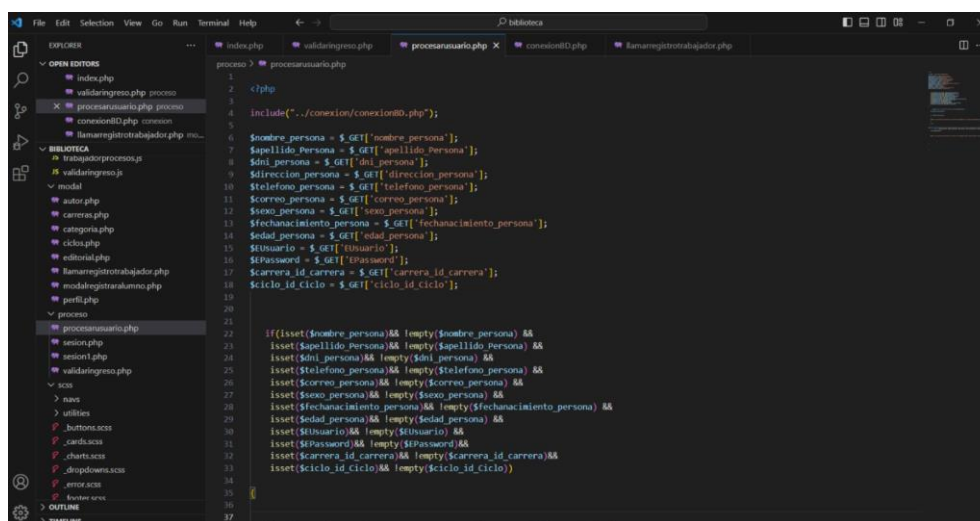 File Edit Selection View Go Run Terminal Help
biblioteca
EXPLORER
index.php
validaringreso.php
procesarusuario.php
conexionBD.php
llamarregistrotrabajador.php
OPEN EDITORS
index.php
validaringreso.php proceso
procesarusuario.php proceso
conexionBD.php conexion
llamarregistrotrabajador.php mo...
BIBLIOTECA
JS trabajadorprocesos.js
JS validaringreso.js
modal
autor.php
carreras.php
categoria.php
ciclos.php
editorial.php
llamarregistrotrabajador.php
modalregistraralumno.php
perfil.php
proceso
procesarusuario.php
sesion.php
sesion1.php
validaringreso.php
scss
navs
utilities
_buttons.scss
_cards.scss
_charts.scss
_dropdowns.scss
_error.scss
_footer.scss
OUTLINE
TIMELINE
proceso > procesarusuario.php
1
2 <?php
3
4 include("../conexion/conexionBD.php");
5
6 $nombre_persona = $_GET['nombre_persona'];
7 $apellido_Persona = $_GET['apellido_Persona'];
8 $dni_persona = $_GET['dni_persona'];
9 $direccion_persona = $_GET['direccion_persona'];
10 $telefono_persona = $_GET['telefono_persona'];
11 $correo_persona = $_GET['correo_persona'];
12 $sexo_persona = $_GET['sexo_persona'];
13 $fechanacimiento_persona = $_GET['fechanacimiento_persona'];
14 $edad_persona = $_GET['edad_persona'];
15 $EUsuario = $_GET['EUsuario'];
16 $EPassword = $_GET['EPassword'];
17 $carrera_id_carrera = $_GET['carrera_id_carrera'];
18 $ciclo_id_Ciclo = $_GET['ciclo_id_Ciclo'];
19
20
21
22 if(isset($nombre_persona)&& !empty($nombre_persona) &&
23 isset($apellido_Persona)&& !empty($apellido_Persona) &&
24 isset($dni_persona)&& !empty($dni_persona) &&
25 isset($telefono_persona)&& !empty($telefono_persona) &&
26 isset($correo_persona)&& !empty($correo_persona) &&
27 isset($sexo_persona)&& !empty($sexo_persona) &&
28 isset($fechanacimiento_persona)&& !empty($fechanacimiento_persona) &&
29 isset($edad_persona)&& !empty($edad_persona) &&
30 isset($EUsuario)&& !empty($EUsuario) &&
31 isset($EPassword)&& !empty($EPassword)&&
32 isset($carrera_id_carrera)&& !empty($carrera_id_carrera)&&
33 isset($ciclo_id_Ciclo)&& !empty($ciclo_id_Ciclo))
34
35 {
36
37